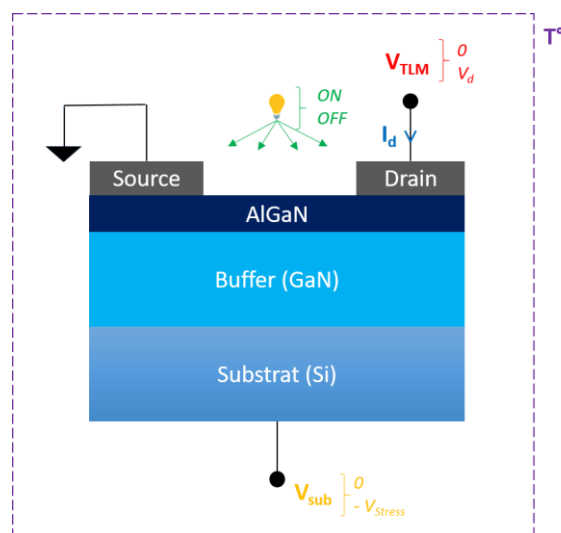 T°
V_TLM 0
V_d
ON
OFF
I_d
Source
Drain
AlGaN
Buffer (GaN)
Substrat (Si)
V_sub 0
- V_Stress